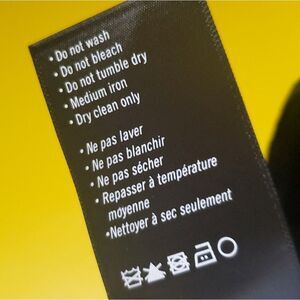 • Do not wash
• Do not bleach
• Do not tumble dry
• Medium iron
• Dry clean only
• Ne pas laver
• Ne pas blanchir
• Ne pas sécher
• Repasser à température
moyenne
•Nettoyer à sec seulement